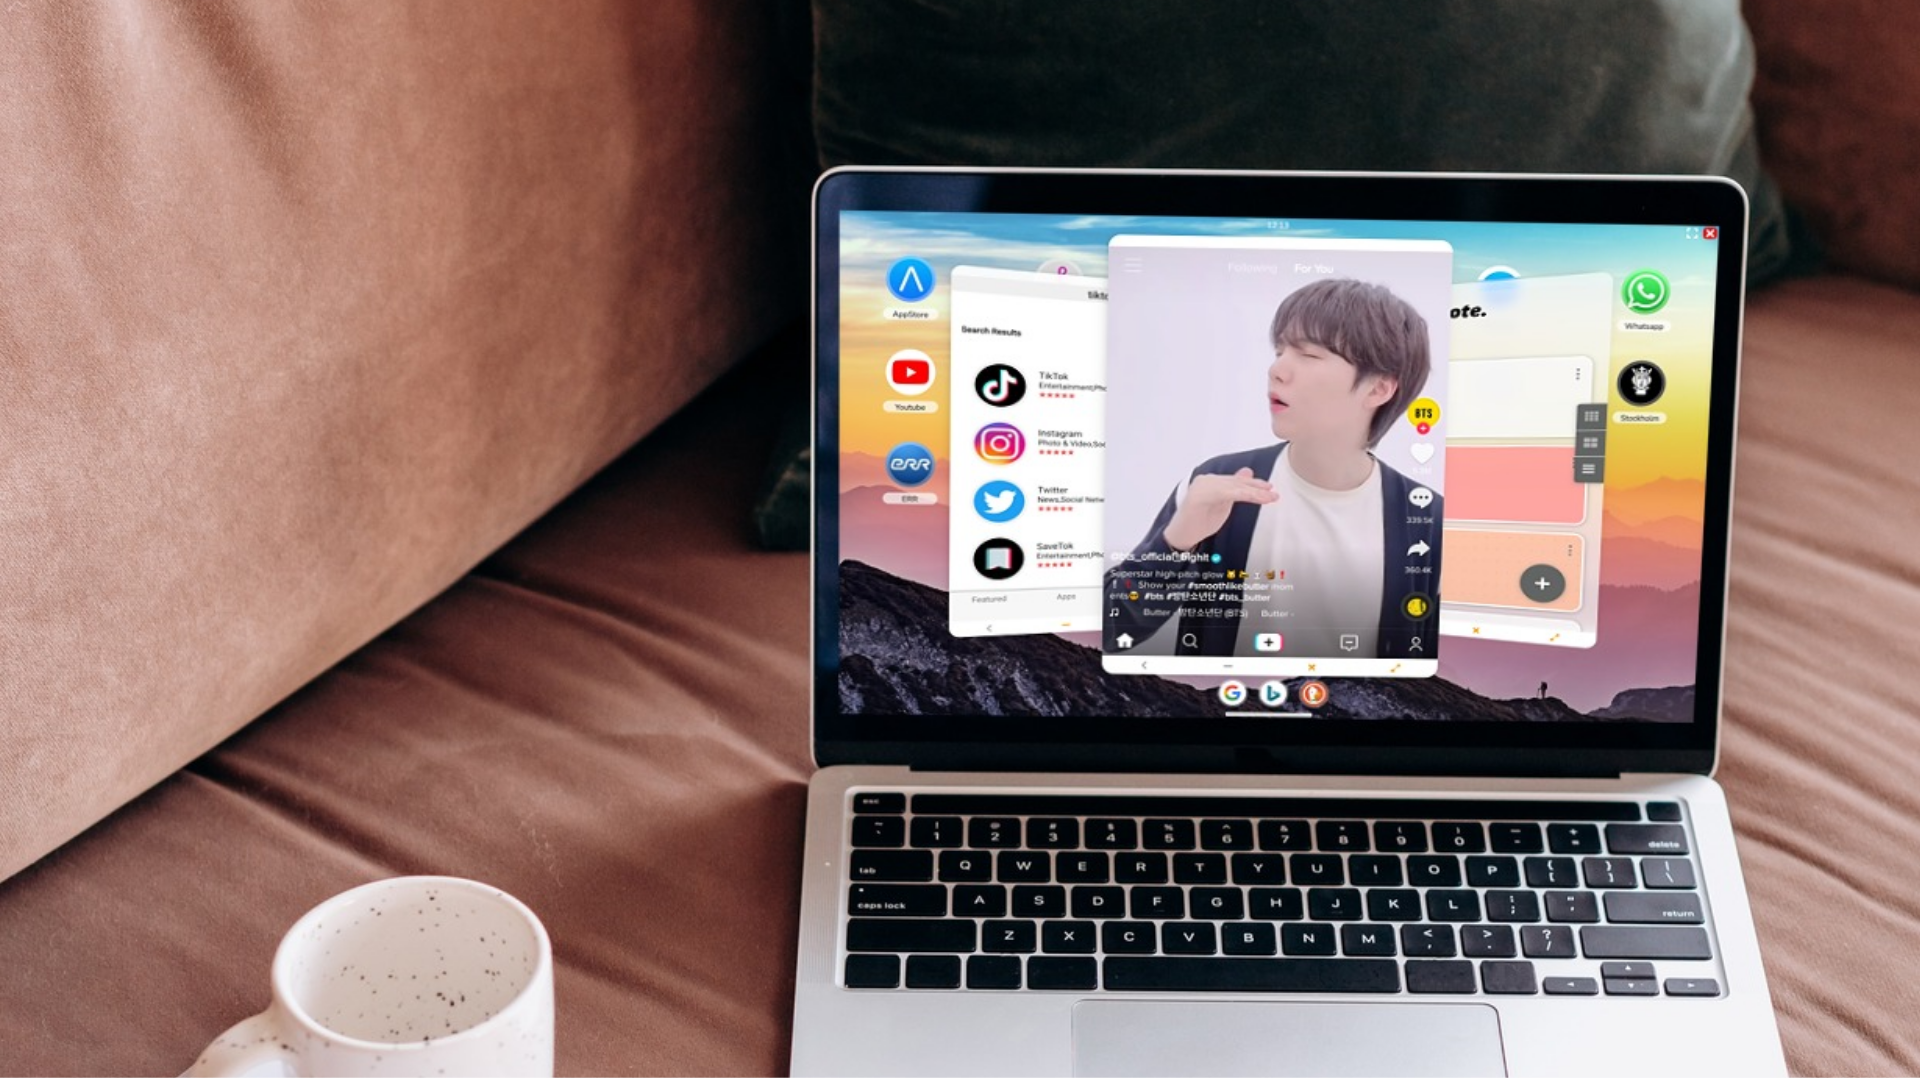 12:13
AppStore
Youtube
ERR
ERR
tikto
Search Results
TikTok
Entertainment,Pho
Instagram
Photo & Video,Soc
Twitter
News,Social Netw
SaveTok
Entertainment,Pho
Featured Apps
Following For You
BTS
339.5K
360.4K
@bts_official_bighit
Superstar high-pitch glow
Show your #smoothlikebutter mom
ents #bts #방탄소년단 #bts_butter
Butter - 방탄소년단 (BTS) Butter -
ote.
Whatsapp
Stockholm
esc
~ ` ! 1 @ 2 # 3 $ 4 % 5 ^ 6 & 7 * 8 ( 9 ) 0 - + = delete
tab Q W E R T Y U I O P { [ } ] | \
caps lock A S D F G H J K L : ; " ' return
Z X C V B N M < , > . ? /